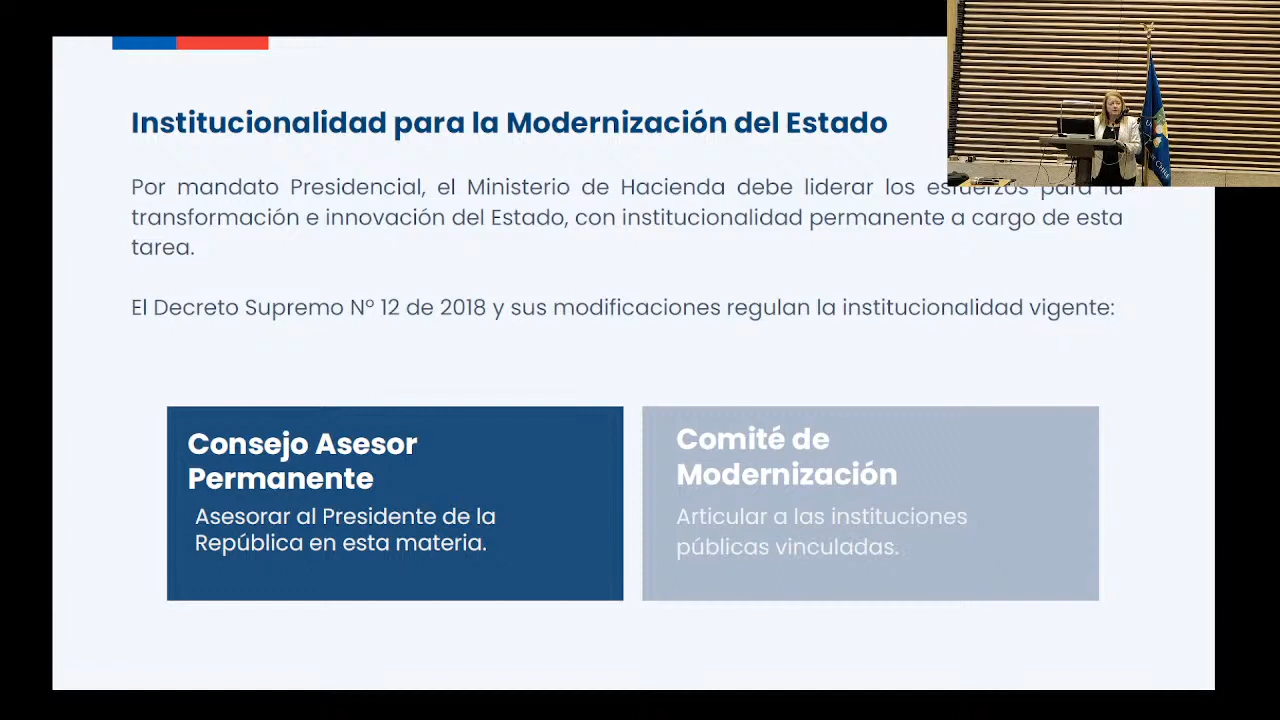 Institucionalidad para la Modernización del Estado
Por mandato Presidencial, el Ministerio de Hacienda debe liderar los esfuerzos para la
transformación e innovación del Estado, con institucionalidad permanente a cargo de esta
tarea.
El Decreto Supremo N° 12 de 2018 y sus modificaciones regulan la institucionalidad vigente:
Consejo Asesor
Permanente
Asesorar al Presidente de la
República en esta materia.
Comité de
Modernización
Articular a las instituciones
públicas vinculadas.